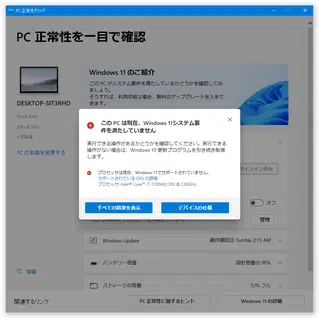 PC 正常性チェック
PC 正常性を一目で確認
Windows 11 のご紹介
この PC が システム要件を満たしているかどうかを確認してみ
ましょう。
そうすれば、利用可能な場合、無料のアップグレードを入手で
きます。
DESKTOP-SIT3RHD
PC の名前を変更する
この PC は現在、Windows 11システム要
件を満たしていません
実行できる操作があるかどうかを確認してください。実行できる
操作がない場合は、Windows 10 更新プログラムを引き続き取得
します。
プロセッサは現在、Windows 11でサポートされていません。
サポートされている CPU の詳細
プロセッサ: Intel® Core™ i7-7700HQ CPU @ 2.80GHz
すべての結果を表示
デバイスの仕様
サインイン済み
オフ
管理
Windows Update
最終確認日: Sunday 2:15 AM
バッテリー容量
設計容量の 90%
ストレージの容量
52% フル
情報
関連するリンク
PC 正常性に関するヒント
Windows 11 の詳細